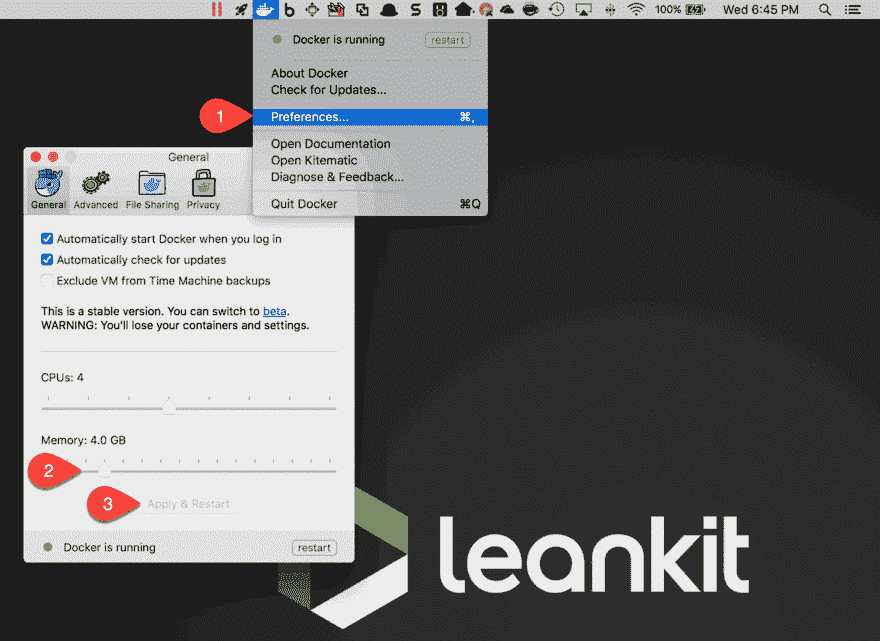 100%
Wed 6:45 PM
Docker is running
restart
About Docker
Check for Updates...
1
Preferences...
⌘,
Open Documentation
Open Kitematic
Diagnose & Feedback...
Quit Docker
⌘Q
General
General
Advanced
File Sharing
Privacy
Automatically start Docker when you log in
Automatically check for updates
Exclude VM from Time Machine backups
This is a stable version. You can switch to beta.
WARNING: You'll lose your containers and settings.
CPUs: 4
Memory: 4.0 GB
2
3
Apply & Restart
Docker is running
restart
leankit